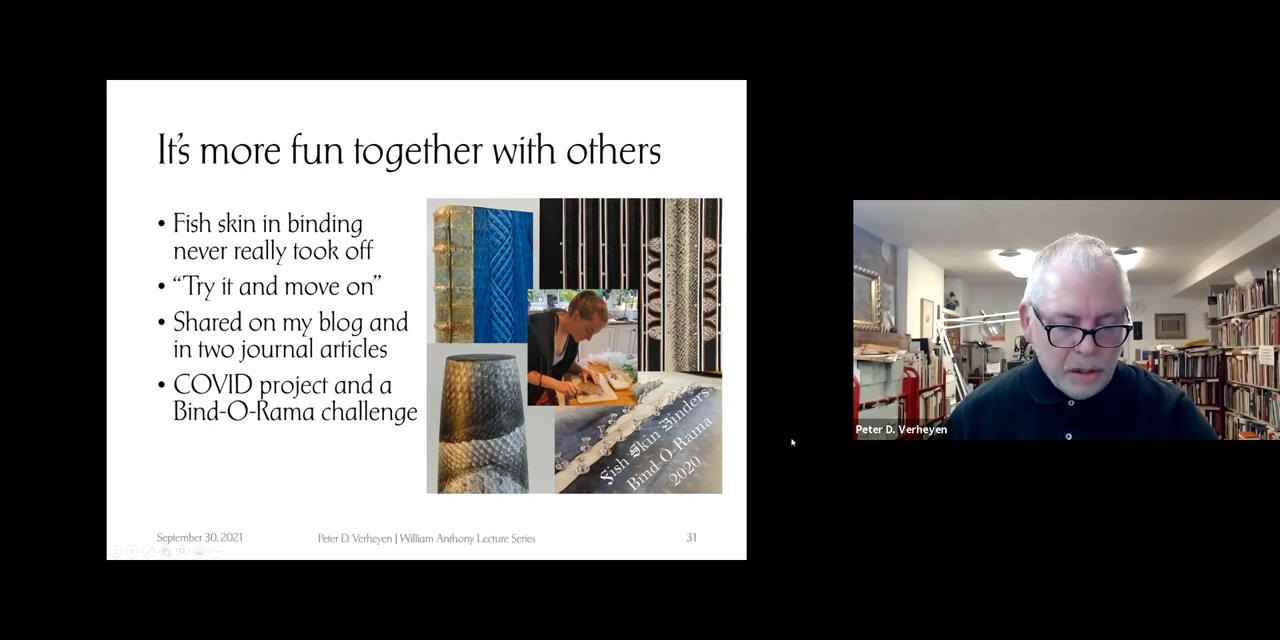 It's more fun together with others
• Fish skin in binding
never really took off
• “Try it and move on”
• Shared on my blog and
in two journal articles
• COVID project and a
Bind-O-Rama challenge
Fish Skin Binders
Bind-O-Rama
2020
September 30, 2021
Peter D. Verheyen | William Anthony Lecture Series
31
Peter D. Verheyen